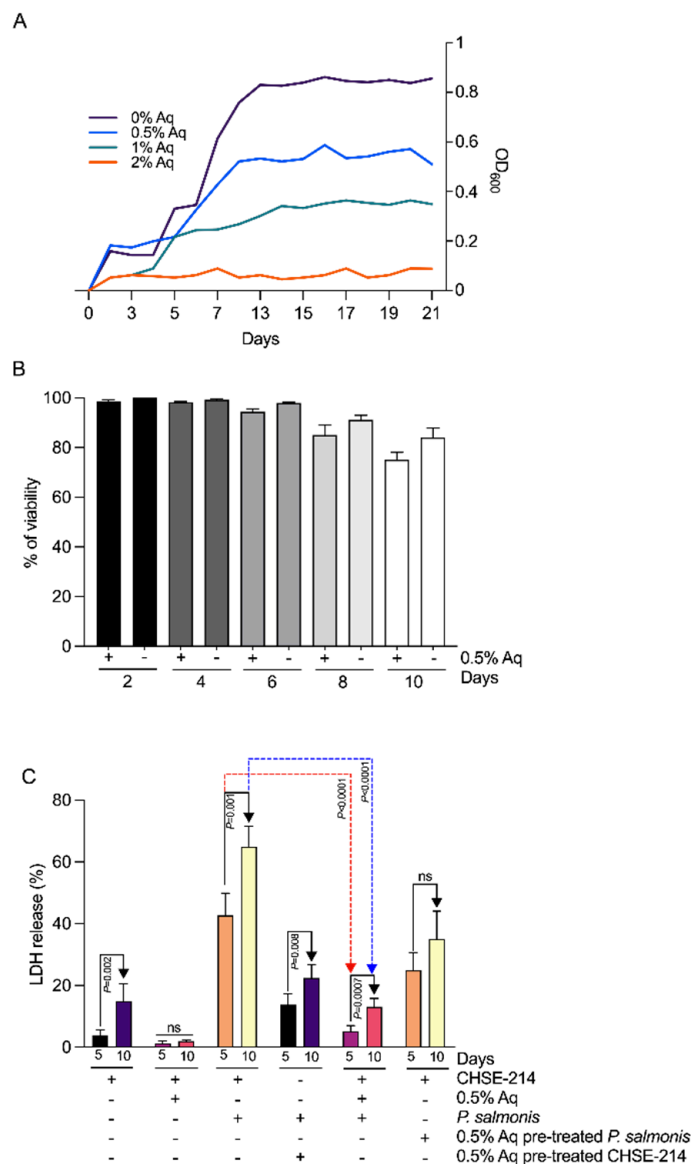 A
0% Aq
0.5% Aq
1% Aq
2% Aq
1
0.8
0.6
0.4
0.2
0
OD600
0 3 5 7 13 15 17 19 21
Days
B
% of viability
100
80
60
40
20
0
+ - + - + - + - + - 0.5% Aq
2 4 6 8 10 Days
C
LDH release (%)
80
60
40
20
0
P=0.002
ns
P=0.001
P=0.008
P<0.0001
P<0.0001
P=0.0007
ns
5 10 5 10 5 10 5 10 5 10 5 10 Days
+ + + - + + CHSE-214
- + - - + - 0.5% Aq
- - + + + - P. salmonis
- - - - - + 0.5% Aq pre-treated P. salmonis
- - - + - - 0.5% Aq pre-treated CHSE-214